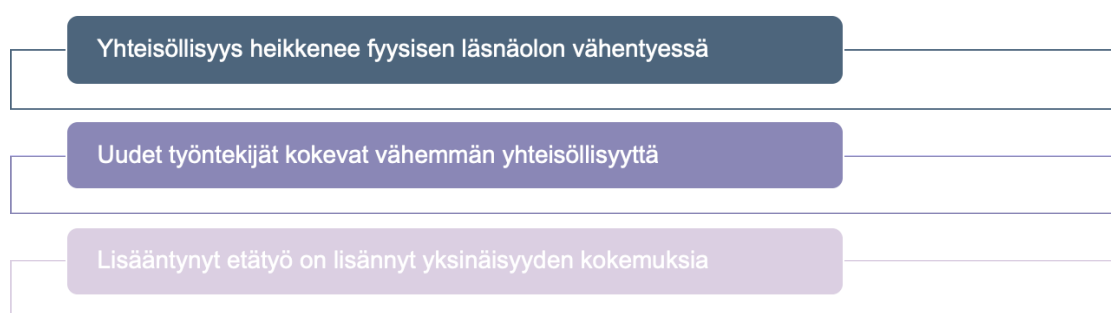 Yhteisöllisyys heikkenee fyysisen läsnäolon vähentyessä
Uudet työntekijät kokevat vähemmän yhteisöllisyyttä
Lisääntynyt etätyö on lisännyt yksinäisyyden kokemuksia